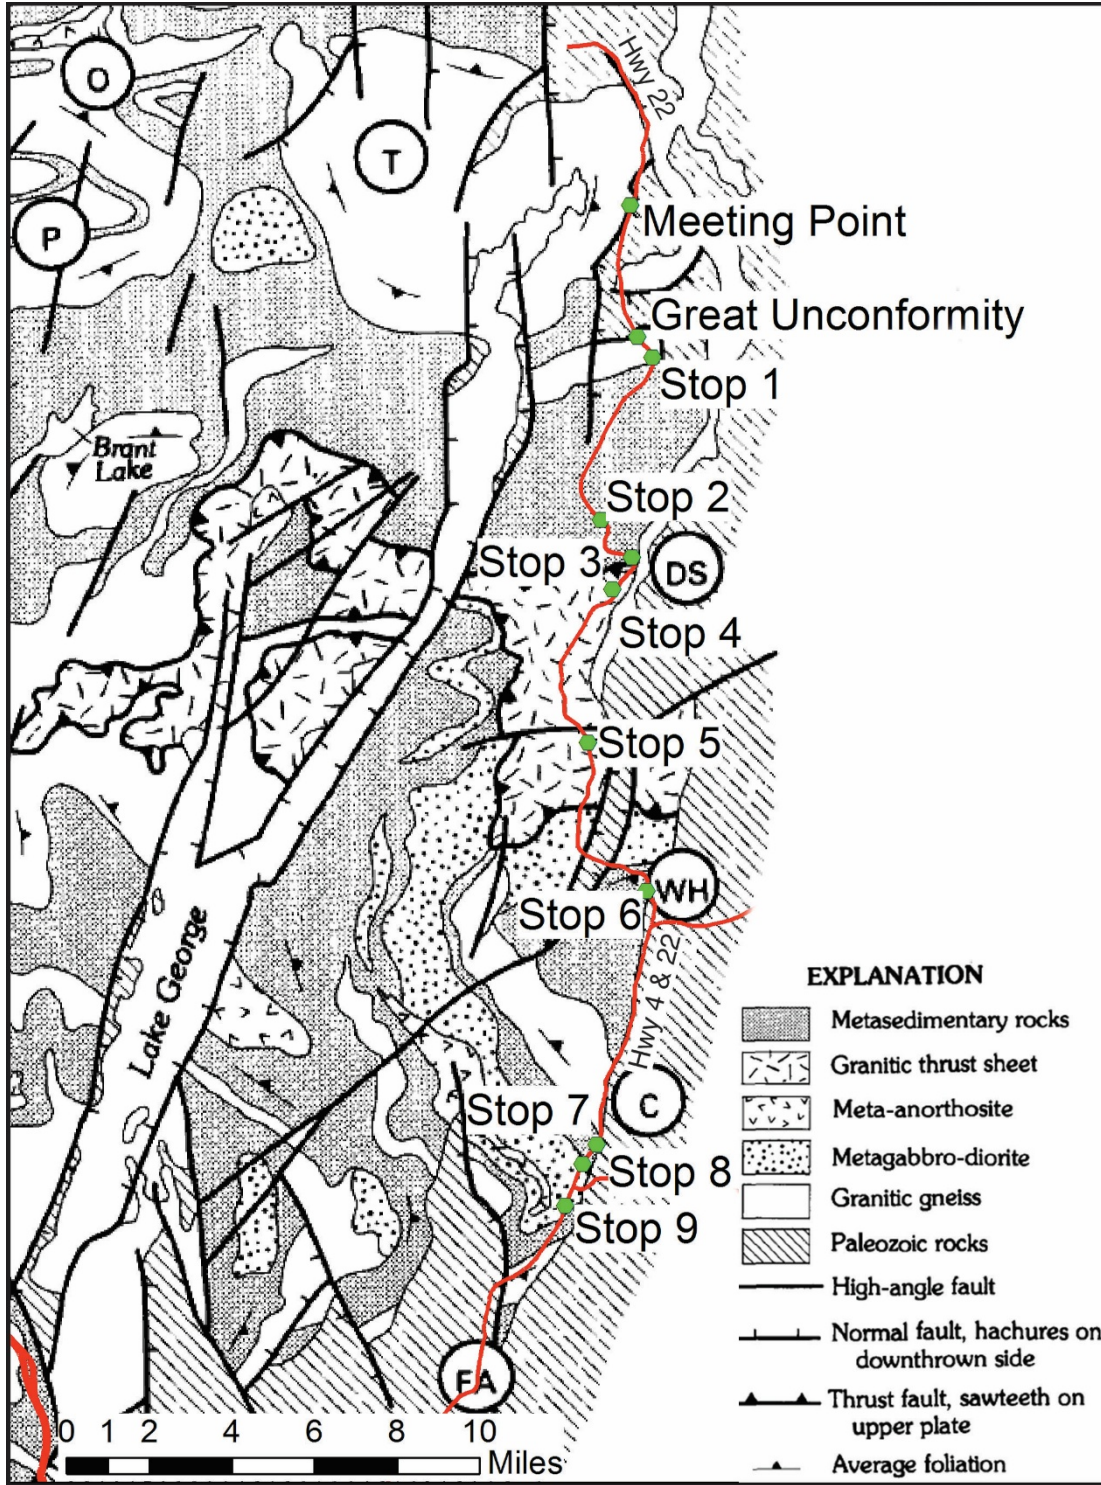 Hwy 22
O
T
P
Meeting Point
Great Unconformity
Stop 1
Brant
Lake
Stop 2
Stop 3
DS
Stop 4
Stop 5
WH
Stop 6
Lake George
Hwy 4 & 22
Stop 7
C
Stop 8
Stop 9
FA
EXPLANATION
Metasedimentary rocks
Granitic thrust sheet
Meta-anorthosite
Metagabbro-diorite
Granitic gneiss
Paleozoic rocks
High-angle fault
Normal fault, hachures on
downthrown side
Thrust fault, sawteeth on
upper plate
Average foliation
0 1 2 4 6 8 10
Miles